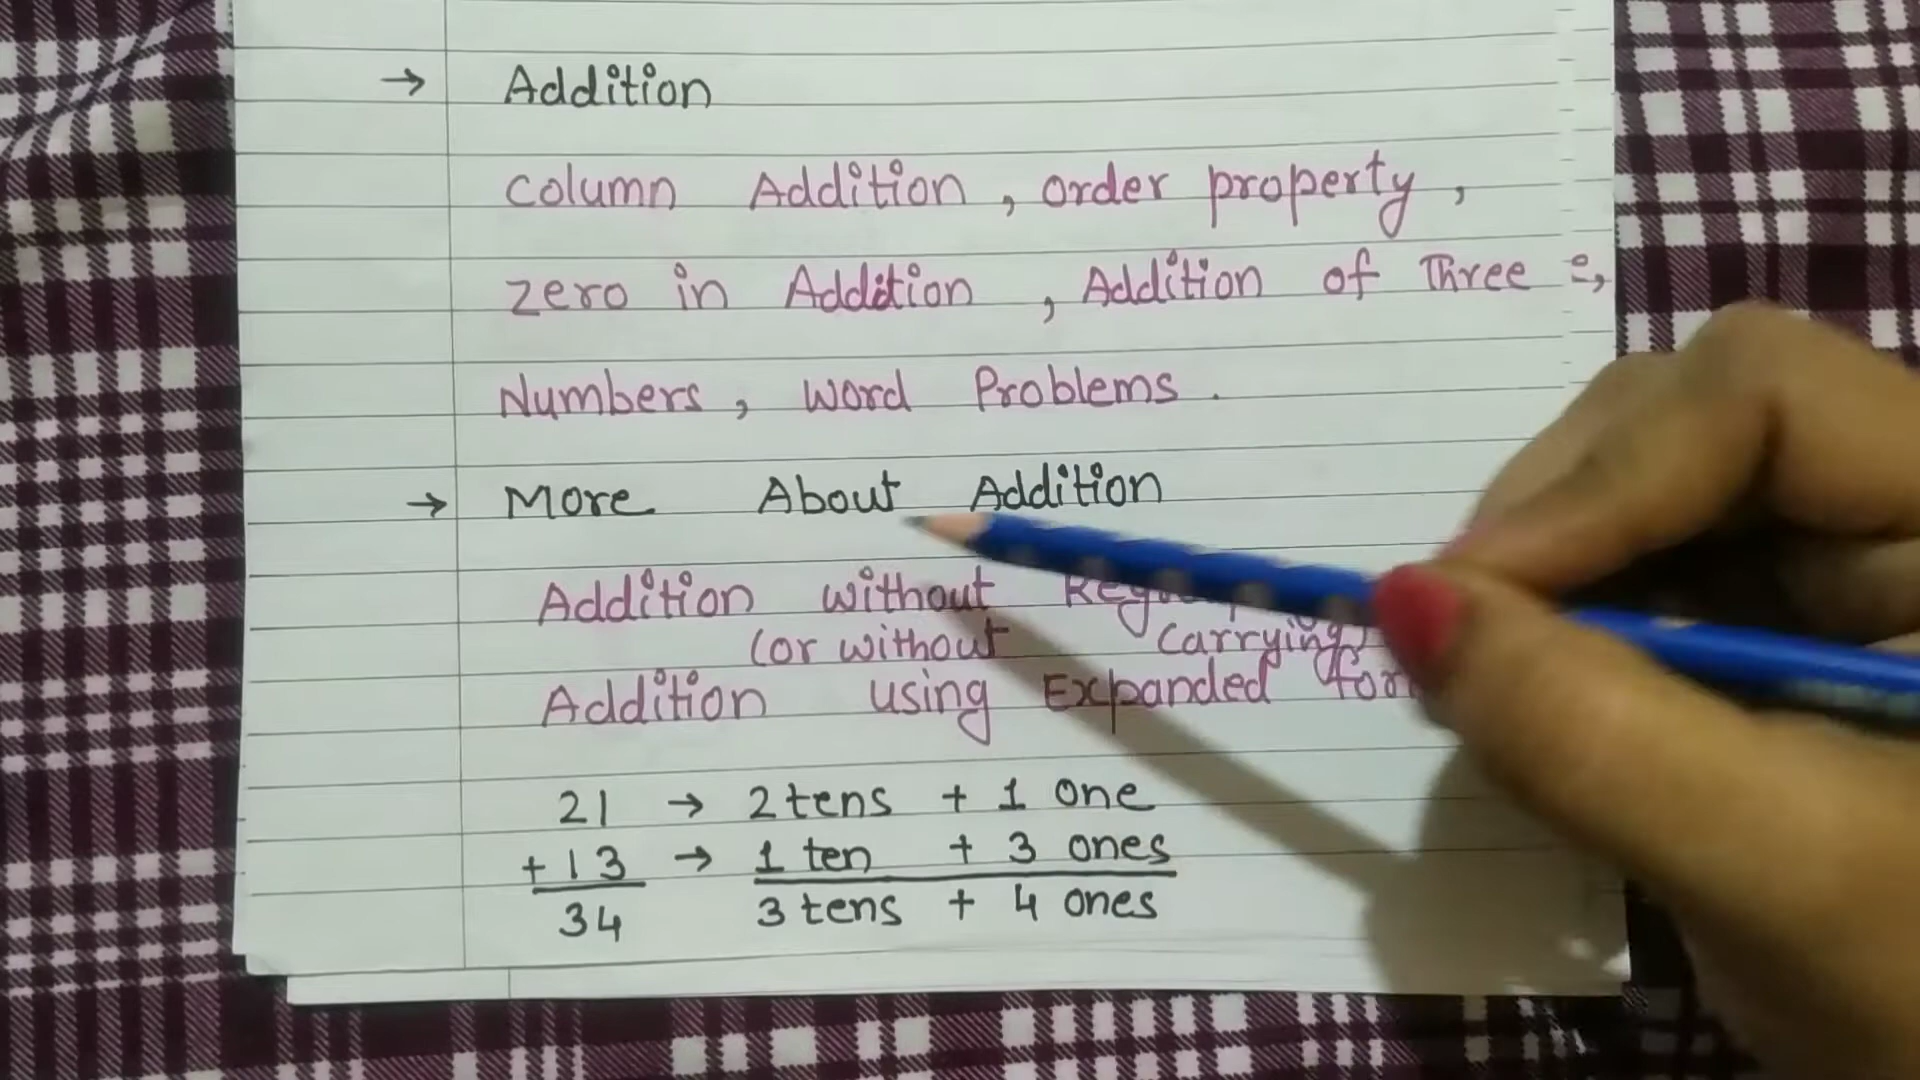 → Addition
Column Addition, order property,
zero in Addition, Addition of Three
Numbers, Word Problems.
→ More About Addition
Addition without
(or without Carrying)
Addition using Expanded
21 → 2 tens + 1 one
+ 13 → 1 ten + 3 ones
34 3 tens + 4 ones